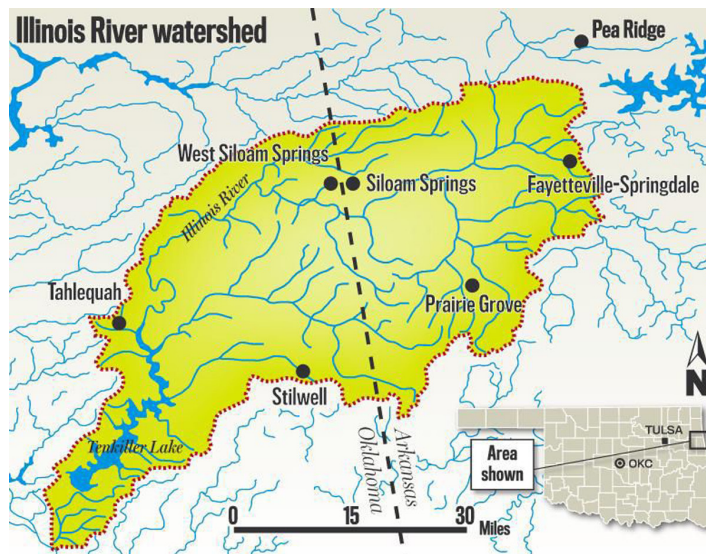 Illinois River watershed
Pea Ridge
West Siloam Springs
Siloam Springs
Fayetteville-Springdale
Illinois River
Tahlequah
Prairie Grove
Stilwell
Tenkiller Lake
Oklahoma
Arkansas
N
TULSA
OKC
Area
shown
0 15 30
Miles